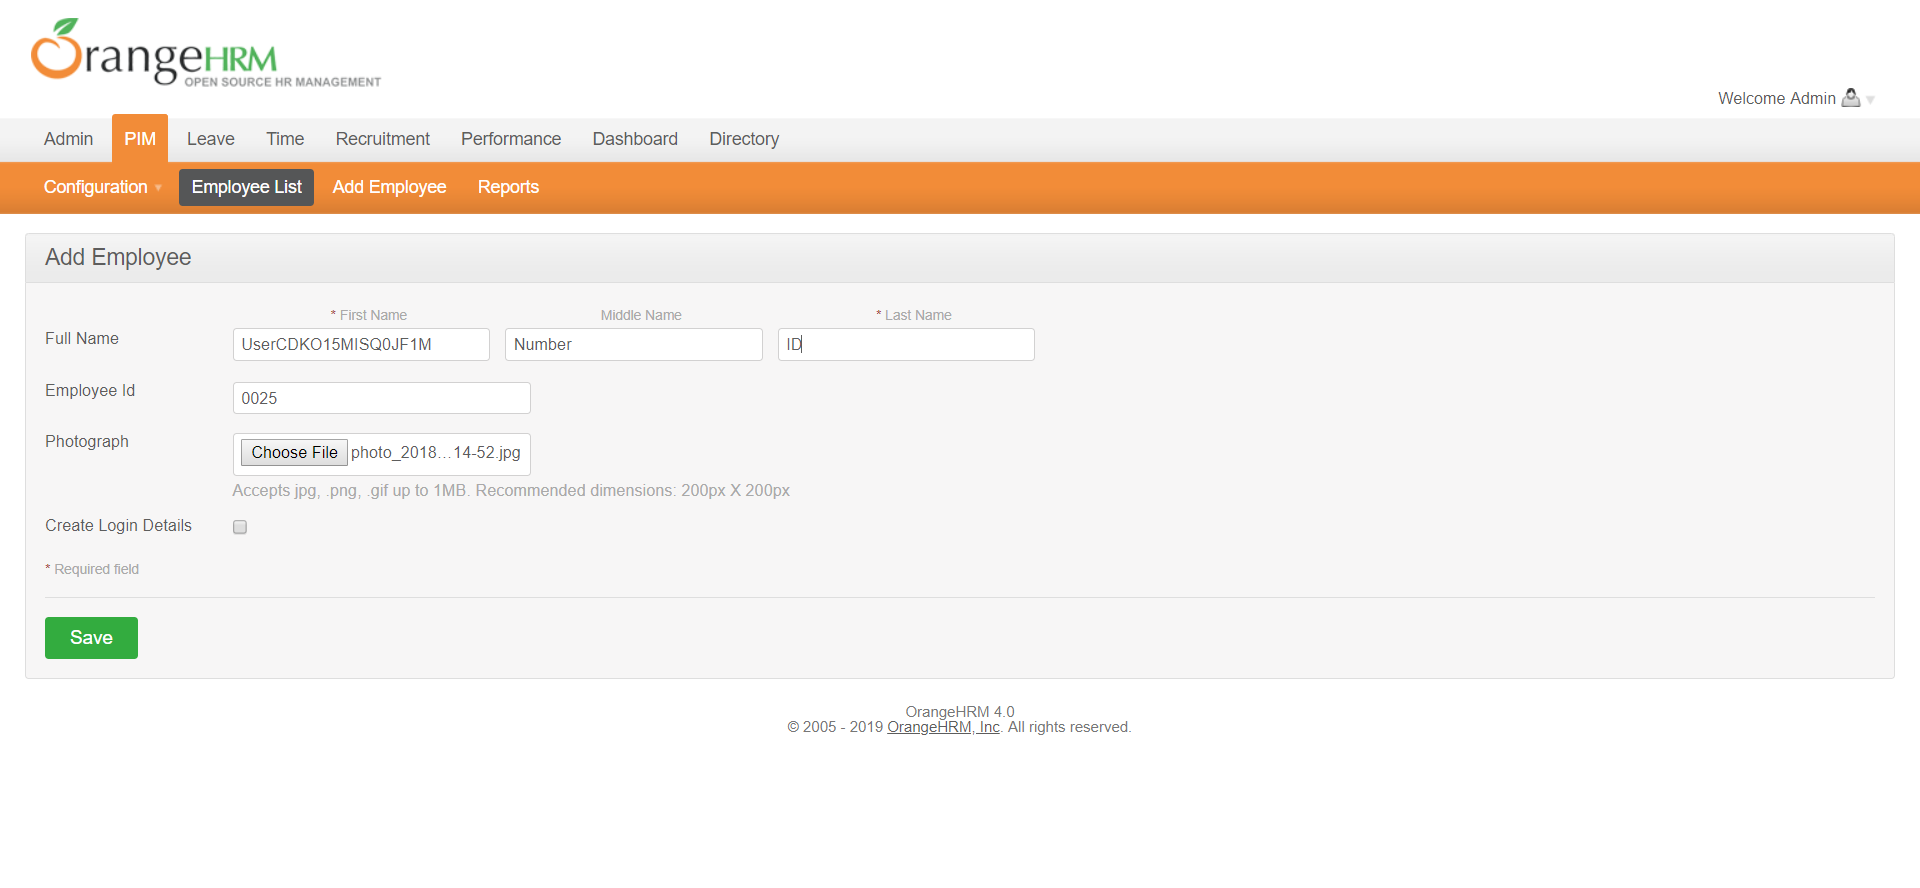 OrangeHRM
OPEN SOURCE HR MANAGEMENT
Welcome Admin
Admin PIM Leave Time Recruitment Performance Dashboard Directory
Configuration Employee List Add Employee Reports
Add Employee
* First Name Middle Name * Last Name
Full Name UserCDKO15MISQ0JF1M Number ID
Employee Id 0025
Photograph Choose File photo_2018...14-52.jpg
Accepts jpg, .png, .gif up to 1MB. Recommended dimensions: 200px X 200px
Create Login Details
* Required field
Save
OrangeHRM 4.0
© 2005 - 2019 OrangeHRM, Inc. All rights reserved.